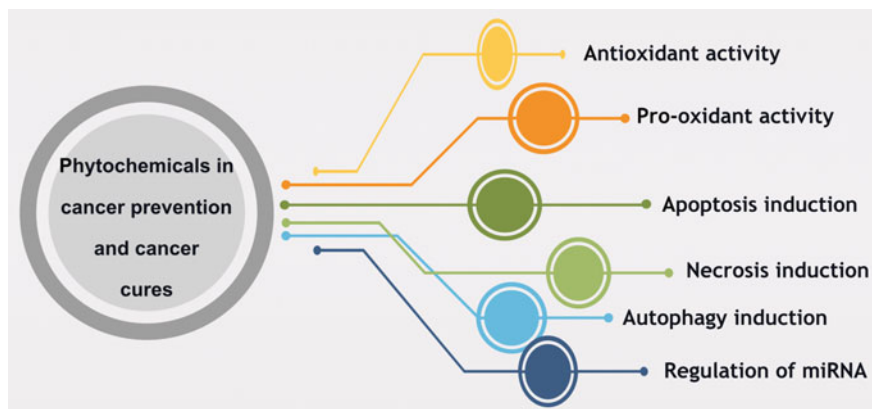 Phytochemicals in
cancer prevention
and cancer
cures
Antioxidant activity
Pro-oxidant activity
Apoptosis induction
Necrosis induction
Autophagy induction
Regulation of miRNA